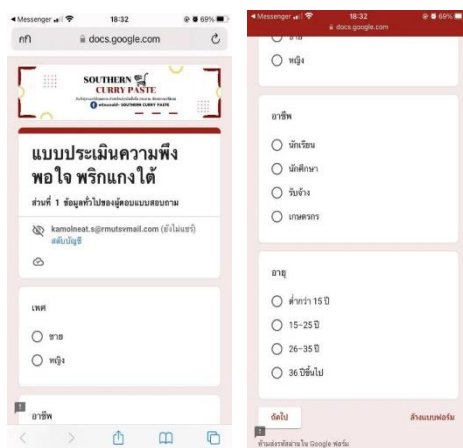 Messenger 18:32 69%
กก docs.google.com
SOUTHERN
CURRY PASTE
แบบประเมินความพึง
พอใจ พริกแกงใต้
ส่วนที่ 1 ข้อมูลทั่วไปของผู้ตอบแบบสอบถาม
kamolneat.s@rmutsvmail.com (ยังไม่แชร์)
สลับบัญชี
เพศ
ชาย
หญิง
อาชีพ
Messenger 18:32 69%
docs.google.com
ชาย
หญิง
อาชีพ
นักเรียน
นักศึกษา
รับจ้าง
เกษตรกร
อายุ
ต่ำกว่า 15 ปี
15-25 ปี
26-35 ปี
36 ปีขึ้นไป
ถัดไป ล้างแบบฟอร์ม
ห้ามส่งรหัสผ่านใน Google ฟอร์ม